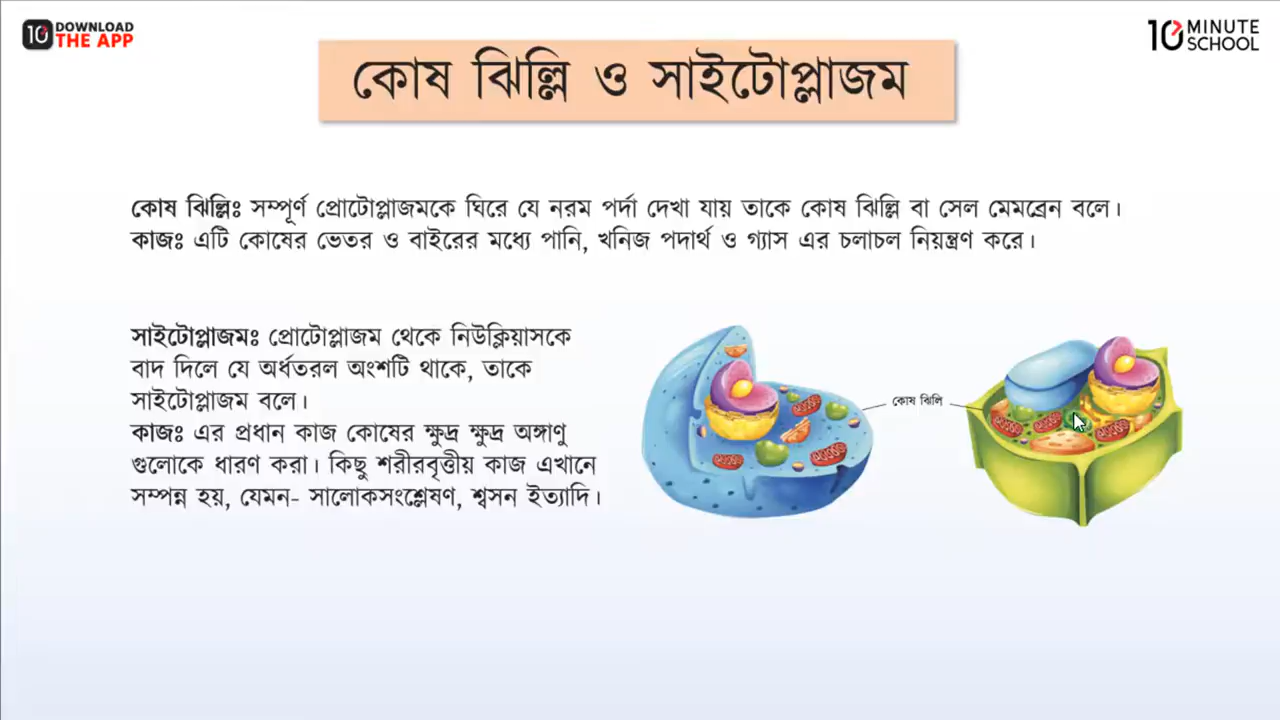 10 DOWNLOAD
THE APP
10 MINUTE
SCHOOL
কোষ ঝিল্লি ও সাইটোপ্লাজম
কোষ ঝিল্লিঃ সম্পূর্ণ প্রোটোপ্লাজমকে ঘিরে যে নরম পর্দা দেখা যায় তাকে কোষ ঝিল্লি বা সেল মেমব্রেন বলে।
কাজঃ এটি কোষের ভেতর ও বাইরের মধ্যে পানি, খনিজ পদার্থ ও গ্যাস এর চলাচল নিয়ন্ত্রণ করে।
সাইটোপ্লাজমঃ প্রোটোপ্লাজম থেকে নিউক্লিয়াসকে
বাদ দিলে যে অর্ধতরল অংশটি থাকে, তাকে
সাইটোপ্লাজম বলে।
কাজঃ এর প্রধান কাজ কোষের ক্ষুদ্র ক্ষুদ্র অঙ্গাণু
গুলোকে ধারণ করা। কিছু শরীরবৃত্তীয় কাজ এখানে
সম্পন্ন হয়, যেমন- সালোকসংশ্লেষণ, শ্বসন ইত্যাদি।
কোষ ঝিলি